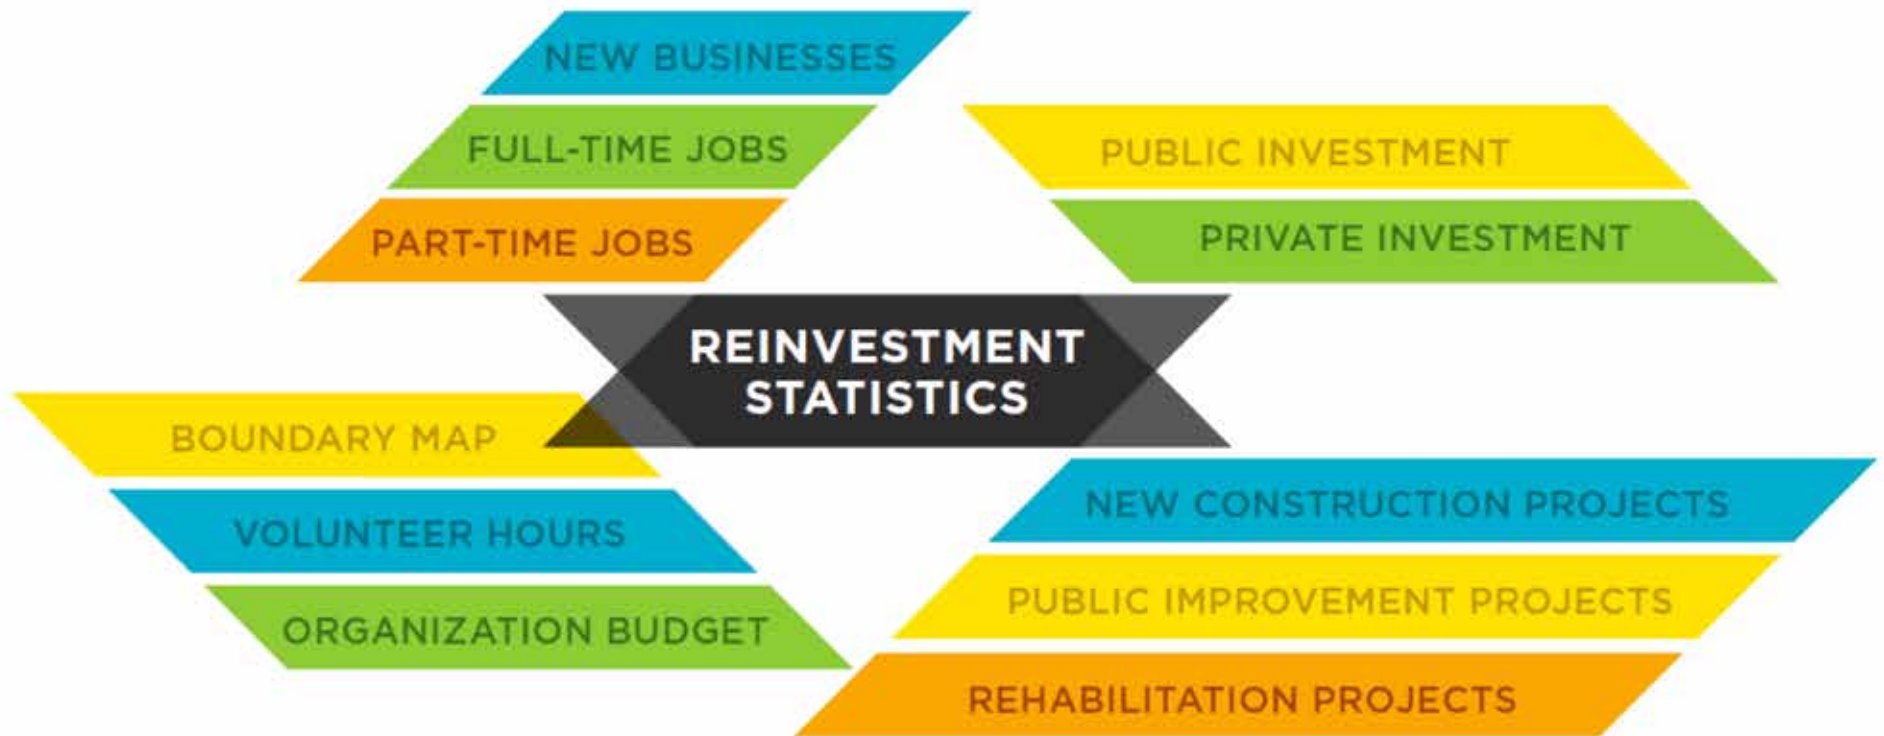 NEW BUSINESSES
FULL-TIME JOBS
PART-TIME JOBS
PUBLIC INVESTMENT
PRIVATE INVESTMENT
REINVESTMENT
STATISTICS
BOUNDARY MAP
VOLUNTEER HOURS
ORGANIZATION BUDGET
NEW CONSTRUCTION PROJECTS
PUBLIC IMPROVEMENT PROJECTS
REHABILITATION PROJECTS